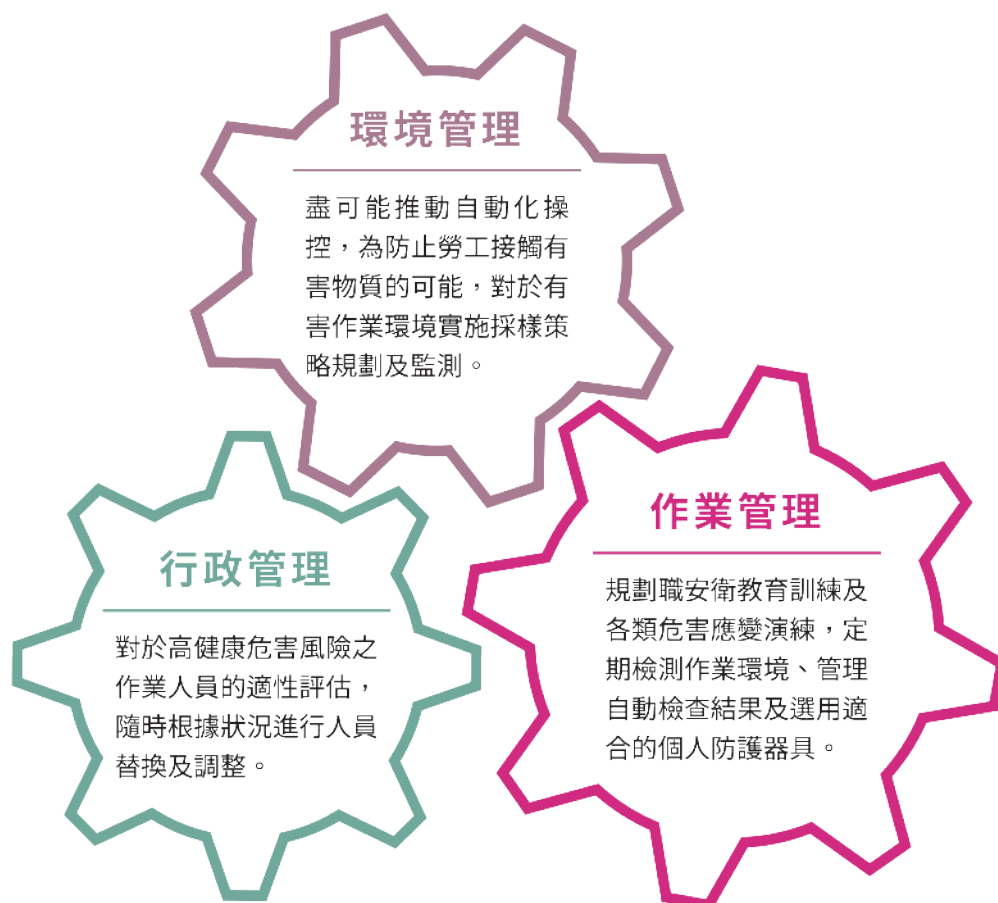 環境管理
盡可能推動自動化操
控，為防止勞工接觸有
害物質的可能，對於有
害作業環境實施採樣策
略規劃及監測。
行政管理
對於高健康危害風險之
作業人員的適性評估，
隨時根據狀況進行人員
替換及調整。
作業管理
規劃職安衛教育訓練及
各類危害應變演練，定
期檢測作業環境、管理
自動檢查結果及選用適
合的個人防護器具。